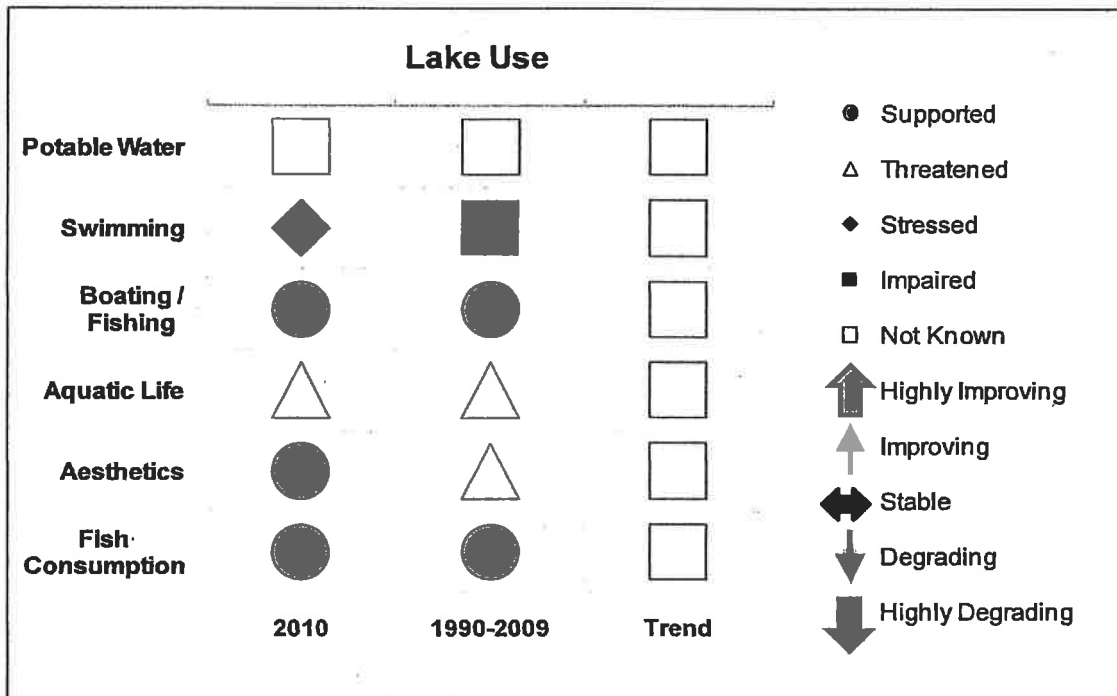 Lake Use
Potable Water
Swimming
Boating /
Fishing
Aquatic Life
Aesthetics
Fish
Consumption
2010
1990-2009
Trend
Supported
Threatened
Stressed
Impaired
Not Known
Highly Improving
Improving
Stable
Degrading
Highly Degrading